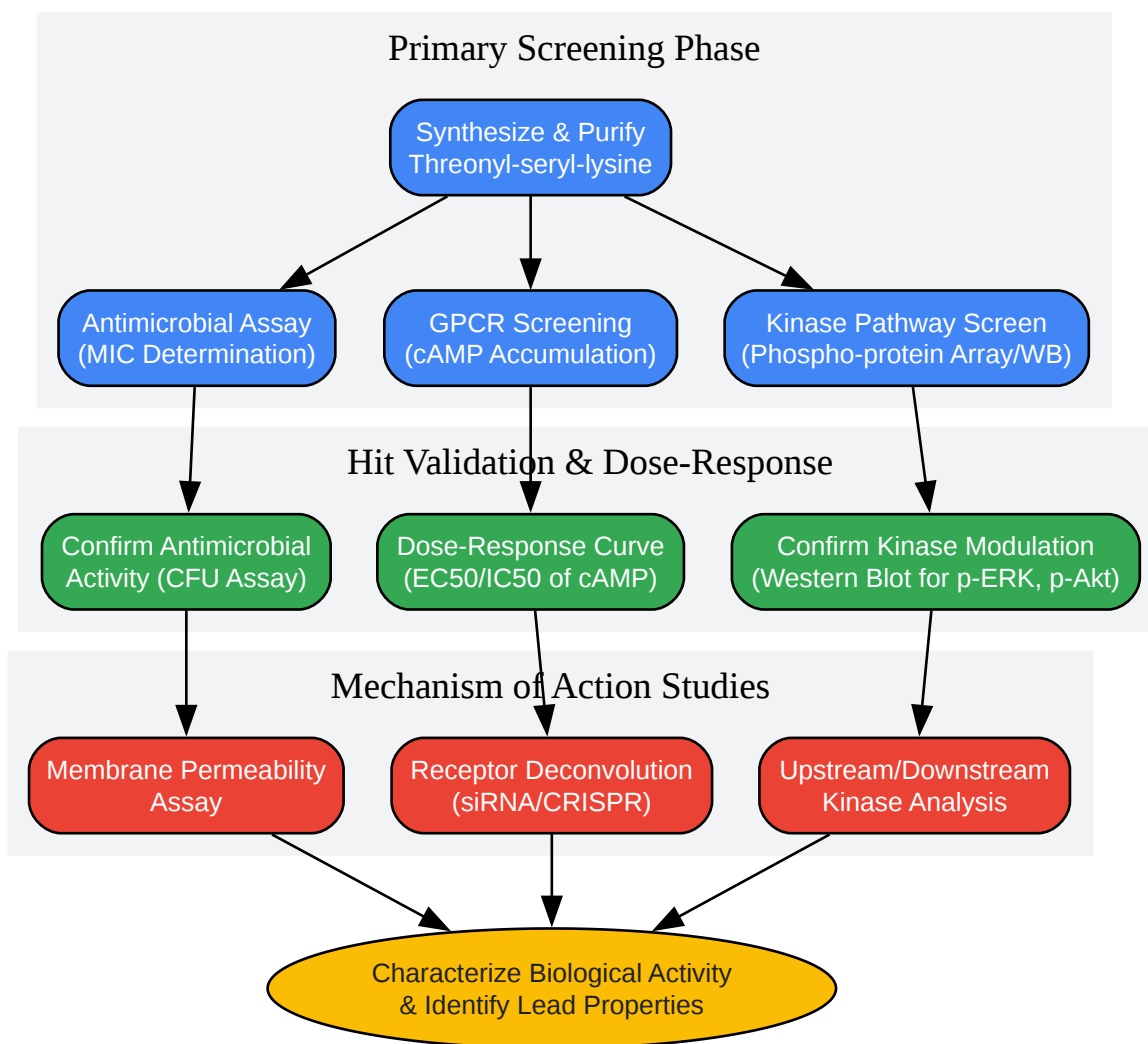 Primary Screening Phase
Synthesize & Purify
Threonyl-seryl-lysine
Antimicrobial Assay
(MIC Determination)
GPCR Screening
(cAMP Accumulation)
Kinase Pathway Screen
(Phospho-protein Array/WB)
Hit Validation & Dose-Response
Confirm Antimicrobial
Activity (CFU Assay)
Dose-Response Curve
(EC50/IC50 of cAMP)
Confirm Kinase Modulation
(Western Blot for p-ERK, p-Akt)
Mechanism of Action Studies
Membrane Permeability
Assay
Receptor Deconvolution
(siRNA/CRISPR)
Upstream/Downstream
Kinase Analysis
Characterize Biological Activity
& Identify Lead Properties